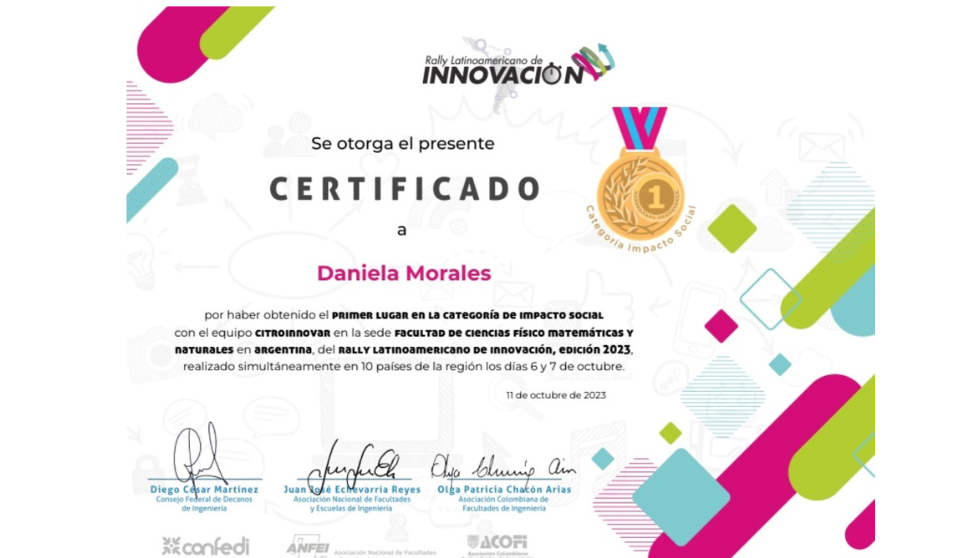 Rally Latinoamericano de
INNOVACIÓN
Se otorga el presente
CERTIFICADO
1
Categoría Impacto Social
a
Daniela Morales
por haber obtenido el PRIMER LUGAR EN LA CATEGORÍA DE IMPACTO SOCIAL
con el equipo CITROINNOVAR en la sede FACULTAD DE CIENCIAS FÍSICO MATEMÁTICAS Y
NATURALES en ARGENTINA, del RALLY LATINOAMERICANO DE INNOVACIÓN, EDICIÓN 2023,
realizado simultáneamente en 10 países de la región los días 6 y 7 de octubre.
11 de octubre de 2023
Diego César Martínez
Consejo Federal de Decanos
de Ingeniería
Juan José Echevarría Reyes
Asociación Nacional de Facultades
y Escuelas de Ingeniería
Olga Patricia Chacón Arias
Asociación Colombiana de
Facultades de Ingeniería
confedi
ANFEI
Asociación Nacional de Facultades
ACOFI
Asociación Colombiana